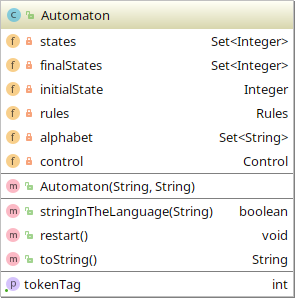 C Automaton
f states Set<Integer>
f finalStates Set<Integer>
f initialState Integer
f rules Rules
f alphabet Set<String>
f control Control
m Automaton(String, String)
m stringInTheLanguage(String) boolean
m restart() void
m toString() String
p tokenTag int